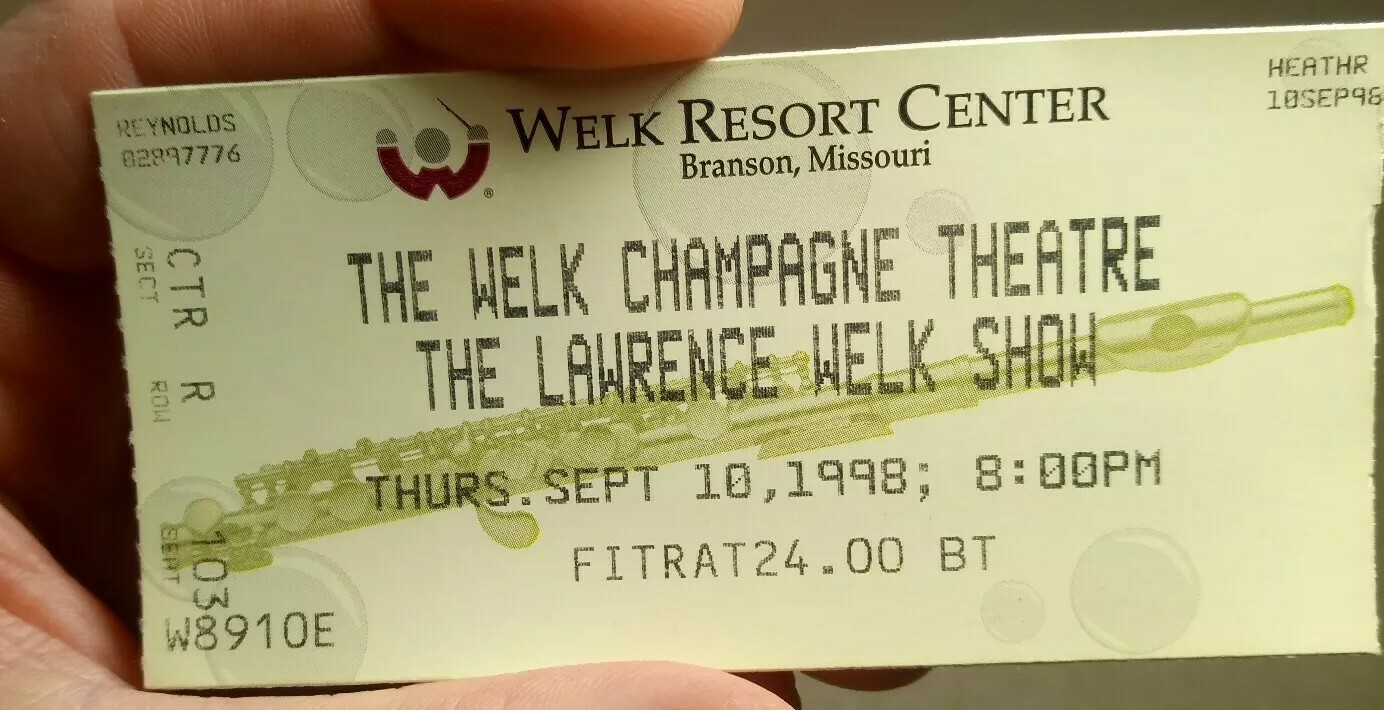 REYNOLDS
02897776
WELK RESORT CENTER
Branson, Missouri
HEATHR
10SEP98
®
CTR
SECT
R
ROW
103
THE WELK CHAMPAGNE THEATRE
THE LAWRENCE WELK SHOW
THURS.SEPT 10,1998; 8:00PM
FITRAT24.00 BT
W8910E